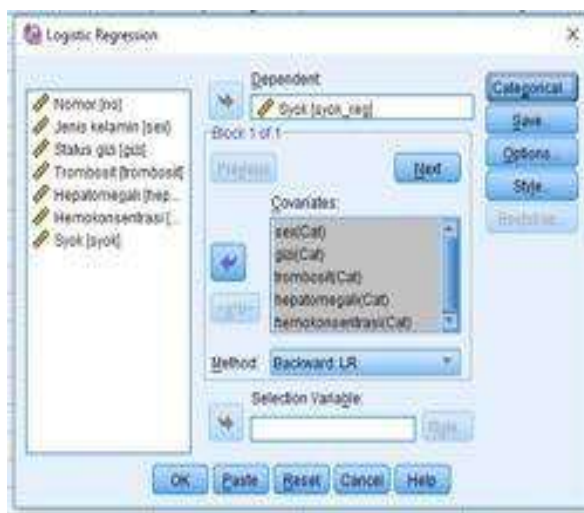 Logistic Regression
Nomor [no]
Jenis kelamin [sex]
Status gizi [gizi]
Trombosit [trombosit]
Hepatomegali [hep...
Hemokonsentrasi [...
Syok [syok]
Dependent:
Syok [syok_reg]
Block 1 of 1
Previous
Next
Covariates:
sex(Cat)
gizi(Cat)
trombosit(Cat)
hepatomegali(Cat)
hemokonsentrasi(Cat)
Method:
Backward: LR
Selection Variable:
Rule...
Categorical...
Save...
Options...
Style...
Bootstrap...
OK
Paste
Reset
Cancel
Help